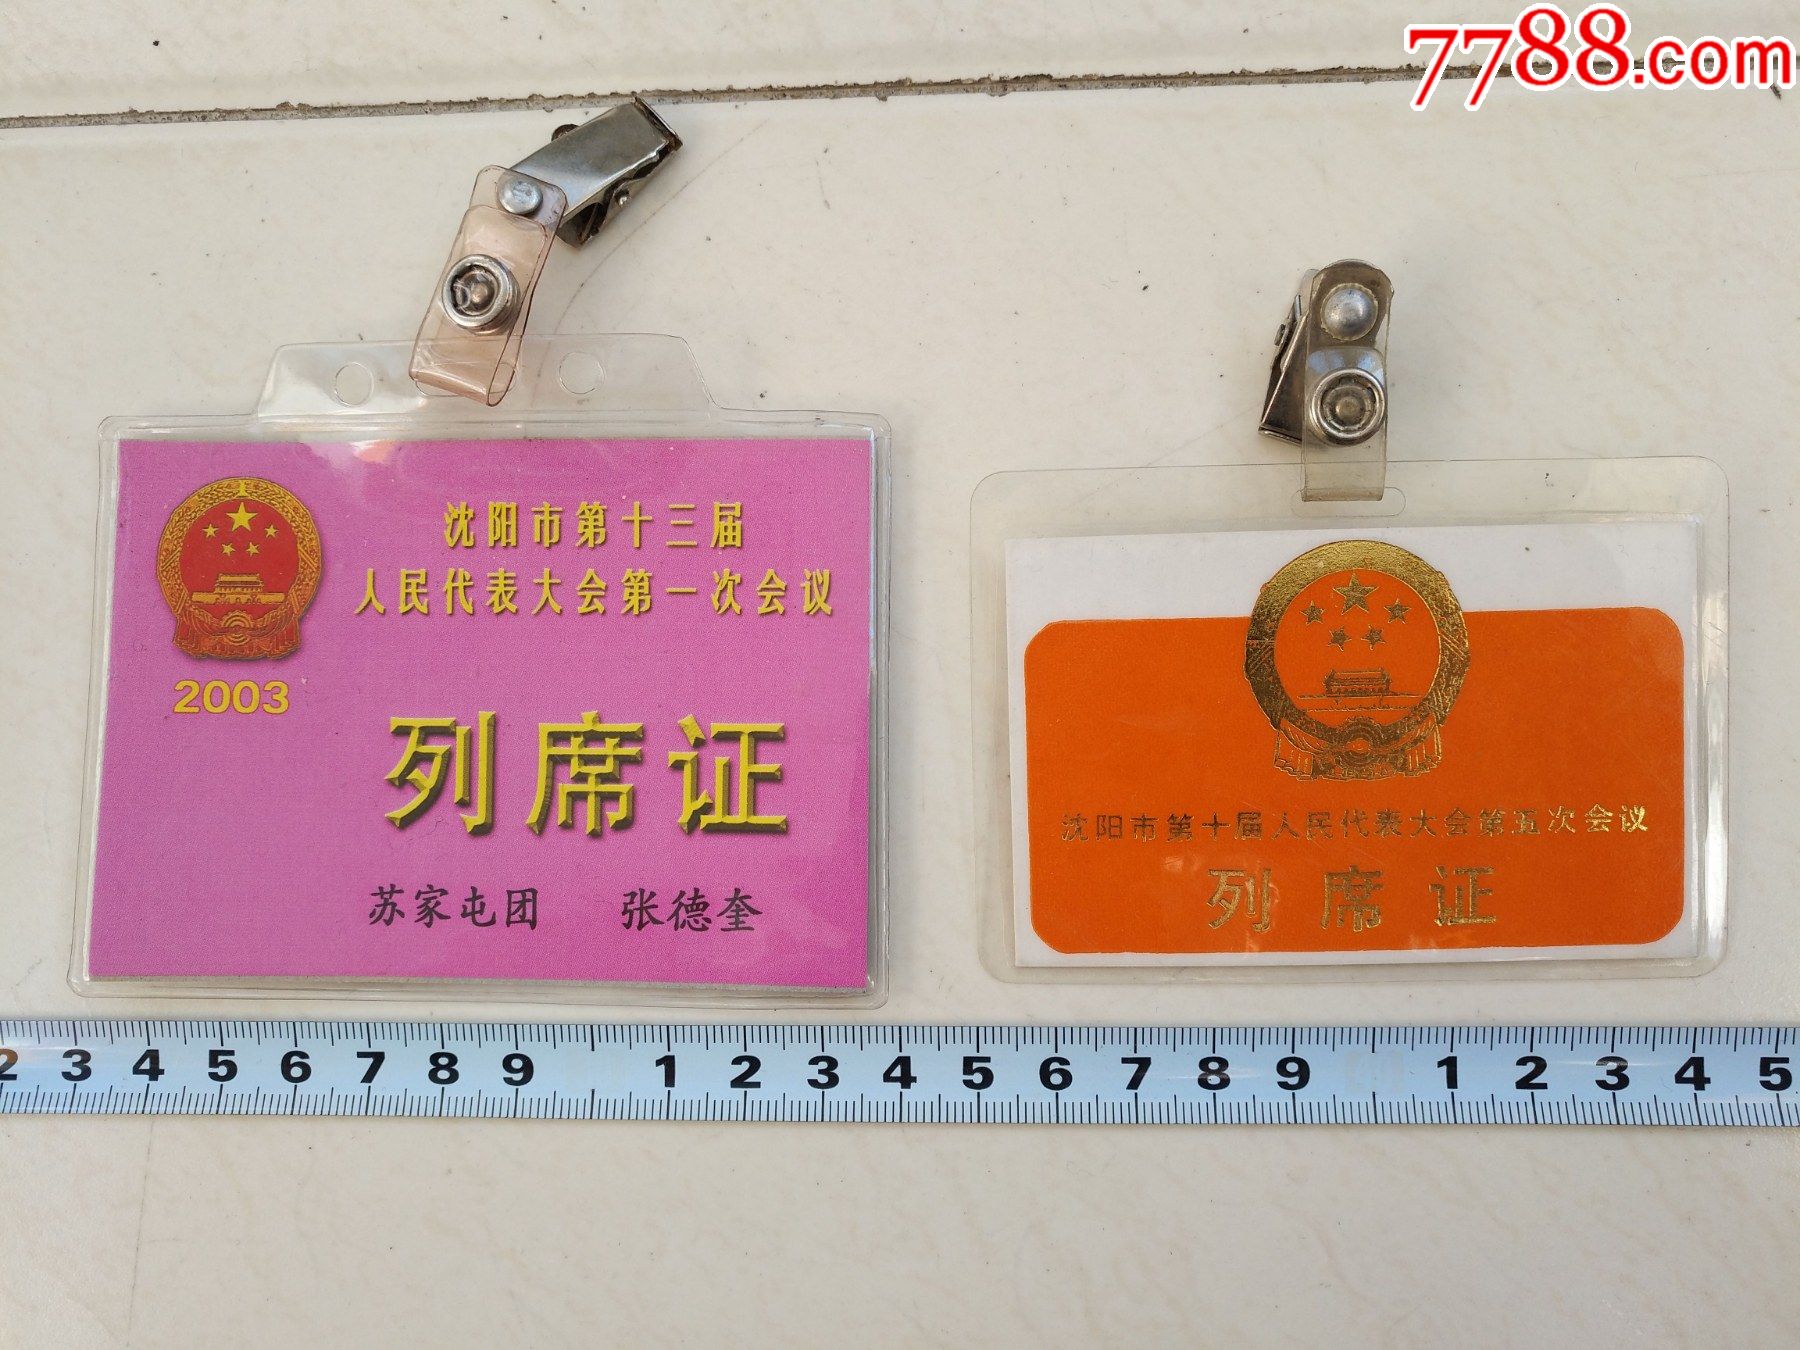 7788.com
沈阳市第十三届
人民代表大会第一次会议
2003
列席证
苏家屯团 张德奎
沈阳市第十届人民代表大会第五次会议
列席证
2 3 4 5 6 7 8 9 1 2 3 4 5 6 7 8 9 1 2 3 4 5